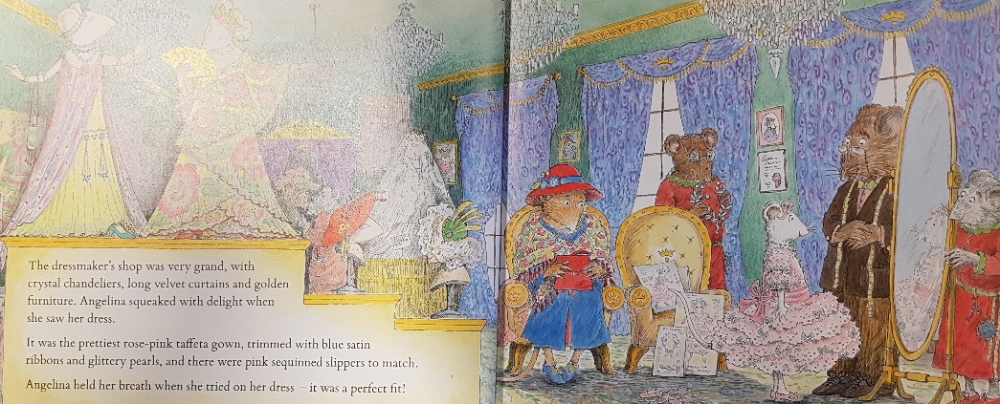 The dressmaker's shop was very grand, with
crystal chandeliers, long velvet curtains and golden
furniture. Angelina squeaked with delight when
she saw her dress.
It was the prettiest rose-pink taffeta gown, trimmed with blue satin
ribbons and glittery pearls, and there were pink sequinned slippers to match.
Angelina held her breath when she tried on her dress – it was a perfect fit!